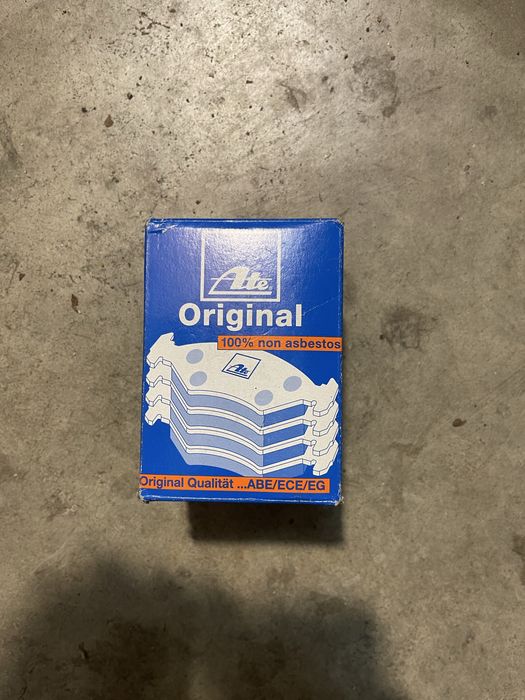 Ate
Original
100% non asbestos
Ate
Original Qualität ...ABE/ECE/EG